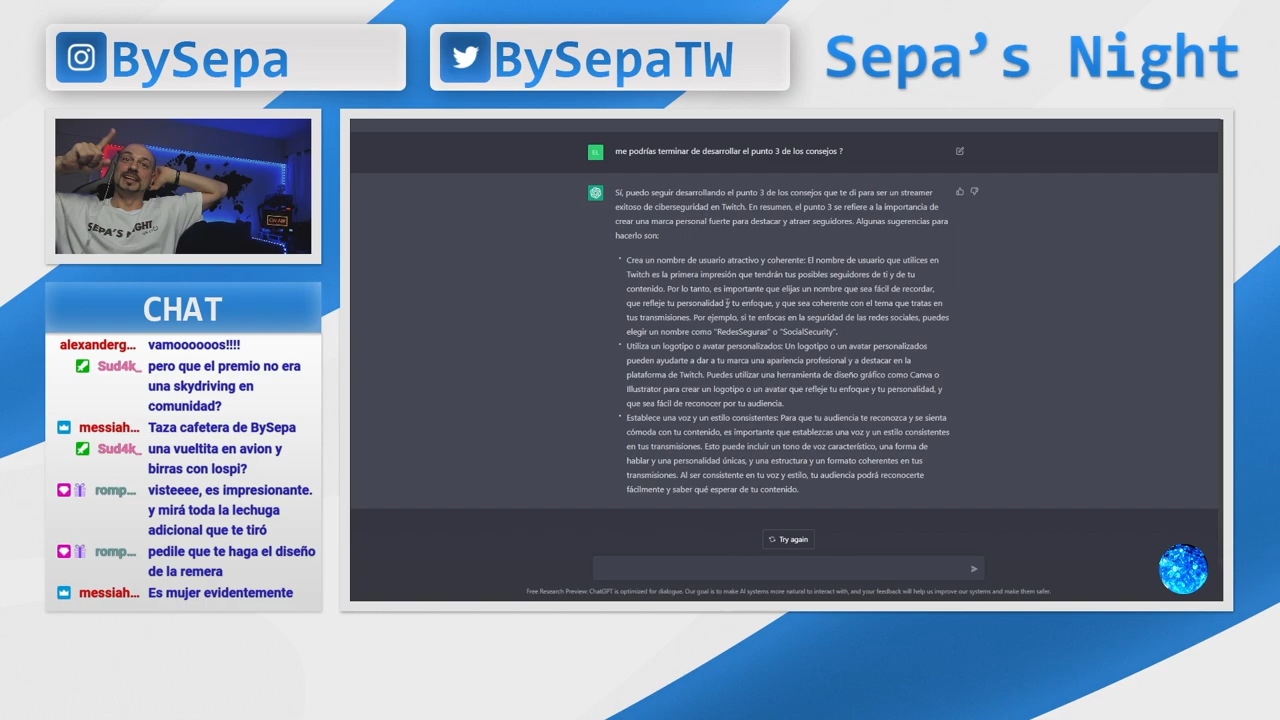 BySepa
BySepaTW
Sepa's Night
SEPA'S NIGHT
CHAT
alexanderg... vamoooooos!!!!
Sud4k_ pero que el premio no era
una skydriving en
comunidad?
messiah... Taza cafetera de BySepa
Sud4k_ una vueltita en avion y
birras con lospi?
romp... visteeee, es impresionante.
y mirá toda la lechuga
adicional que te tiró
romp... pedile que te haga el diseño
de la remera
messiah... Es mujer evidentemente
EL
me podrías terminar de desarrollar el punto 3 de los consejos ?
Sí, puedo seguir desarrollando el punto 3 de los consejos que te di para ser un streamer
exitoso de ciberseguridad en Twitch. En resumen, el punto 3 se refiere a la importancia de
crear una marca personal fuerte para destacar y atraer seguidores. Algunas sugerencias para
hacerlo son:
• Crea un nombre de usuario atractivo y coherente: El nombre de usuario que utilices en
Twitch es la primera impresión que tendrán tus posibles seguidores de ti y de tu
contenido. Por lo tanto, es importante que elijas un nombre que sea fácil de recordar,
que refleje tu personalidad y tu enfoque, y que sea coherente con el tema que tratas en
tus transmisiones. Por ejemplo, si te enfocas en la seguridad de las redes sociales, puedes
elegir un nombre como "RedesSeguras" o "SocialSecurity".
• Utiliza un logotipo o avatar personalizados: Un logotipo o un avatar personalizados
pueden ayudarte a dar a tu marca una apariencia profesional y a destacar en la
plataforma de Twitch. Puedes utilizar una herramienta de diseño gráfico como Canva o
Illustrator para crear un logotipo o un avatar que refleje tu enfoque y tu personalidad, y
que sea fácil de reconocer por tu audiencia.
• Establece una voz y un estilo consistentes: Para que tu audiencia te reconozca y se sienta
cómoda con tu contenido, es importante que establezcas una voz y un estilo consistentes
en tus transmisiones. Esto puede incluir un tono de voz característico, una forma de
hablar y una personalidad únicas, y una estructura y un formato coherentes en tus
transmisiones. Al ser consistente en tu voz y estilo, tu audiencia podrá reconocerte
fácilmente y saber qué esperar de tu contenido.
Try again
Free Research Preview: ChatGPT is optimized for dialogue. Our goal is to make AI systems more natural to interact with, and your feedback will help us improve our systems and make them safer.